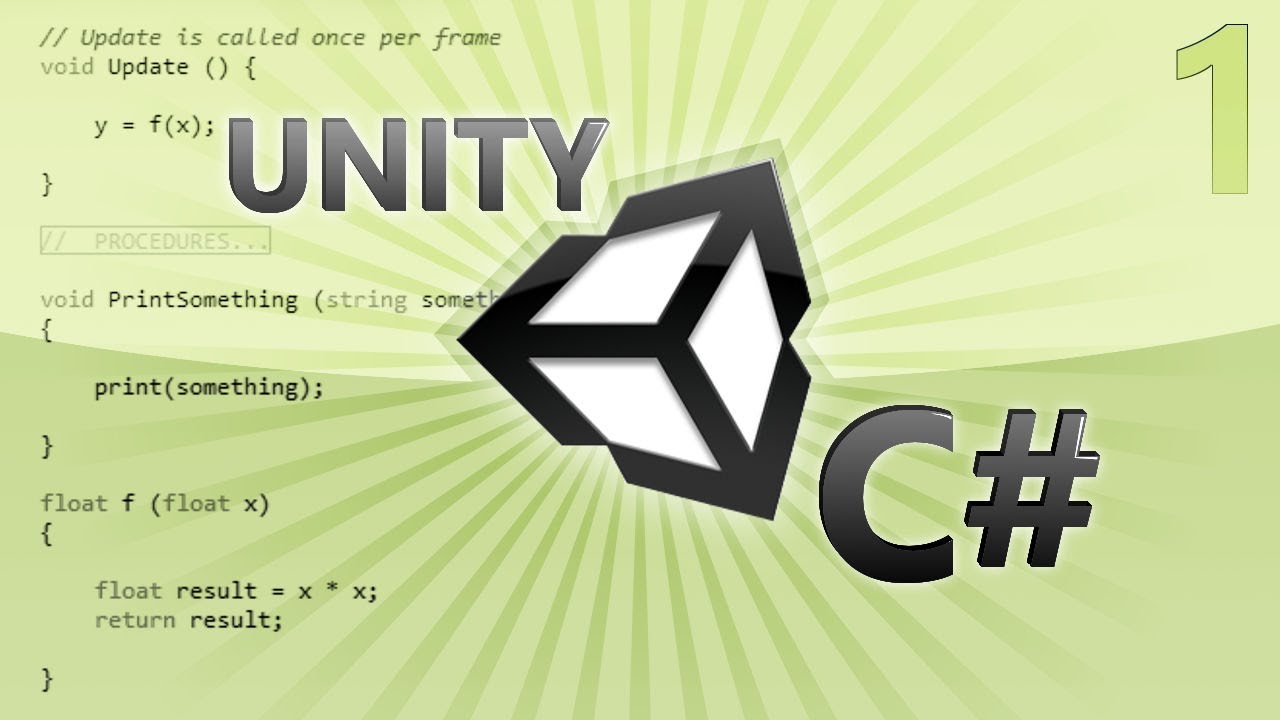 // Update is called once per frame
void Update () {
y = f(x);
}
// PROCEDURES...
void PrintSomething (string someth
{
print(something);
}
float f (float x)
{
float result = x * x;
return result;
}
UNITY
C#
1